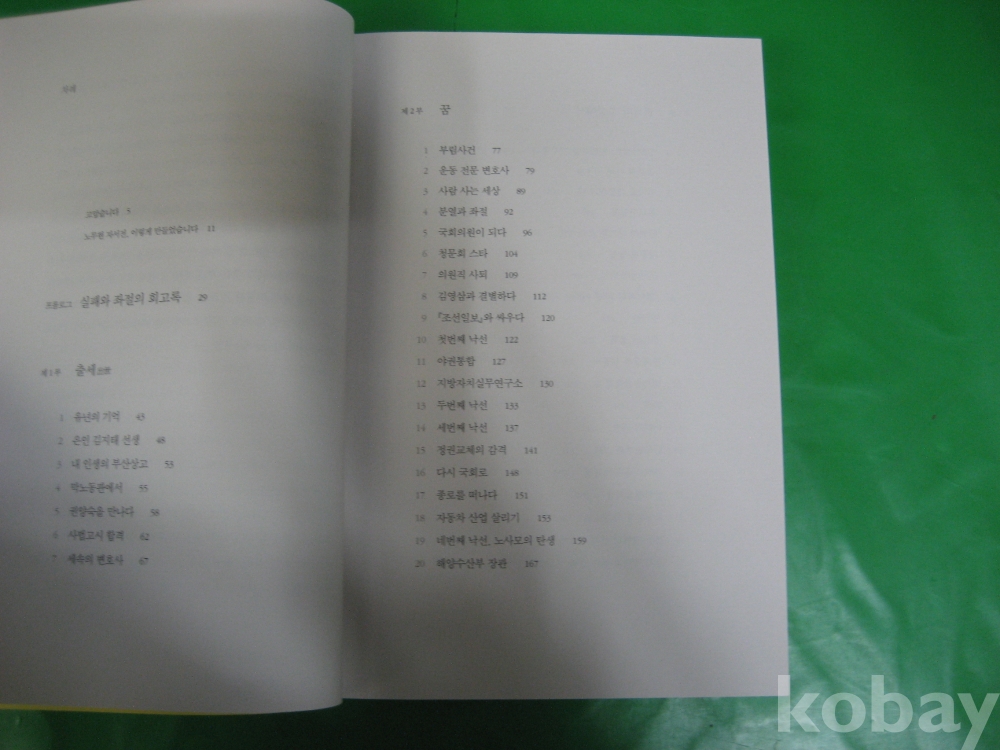 차례
고맙습니다 5
노무현 자서전, 이렇게 만들었습니다 11
프롤로그 실패와 좌절의 회고록 29
제1부 출세出世
1 유년의 기억 43
2 은인 김지태 선생 48
3 내 인생의 부산상고 53
4 막노동판에서 55
5 권양숙을 만나다 58
6 사법고시 합격 62
7 세속의 변호사 67
제2부 꿈
1 부림사건 77
2 운동 전문 변호사 79
3 사람 사는 세상 89
4 분열과 좌절 92
5 국회의원이 되다 96
6 청문회 스타 104
7 의원직 사퇴 109
8 김영삼과 결별하다 112
9 『조선일보』와 싸우다 120
10 첫번째 낙선 122
11 야권통합 127
12 지방자치실무연구소 130
13 두번째 낙선 133
14 세번째 낙선 137
15 정권교체의 감격 141
16 다시 국회로 148
17 종로를 떠나다 151
18 자동차 산업 살리기 153
19 네번째 낙선, 노사모의 탄생 159
20 해양수산부 장관 167
kobay